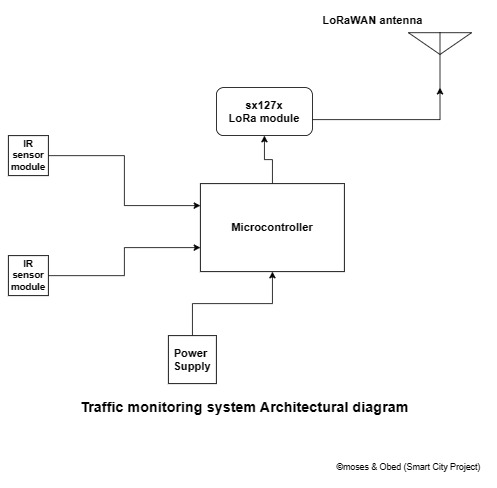 LoRaWAN antenna
sx127x
LoRa module
IR
sensor
module
Microcontroller
IR
sensor
module
Power
Supply
Traffic monitoring system Architectural diagram
©moses & Obed (Smart City Project)